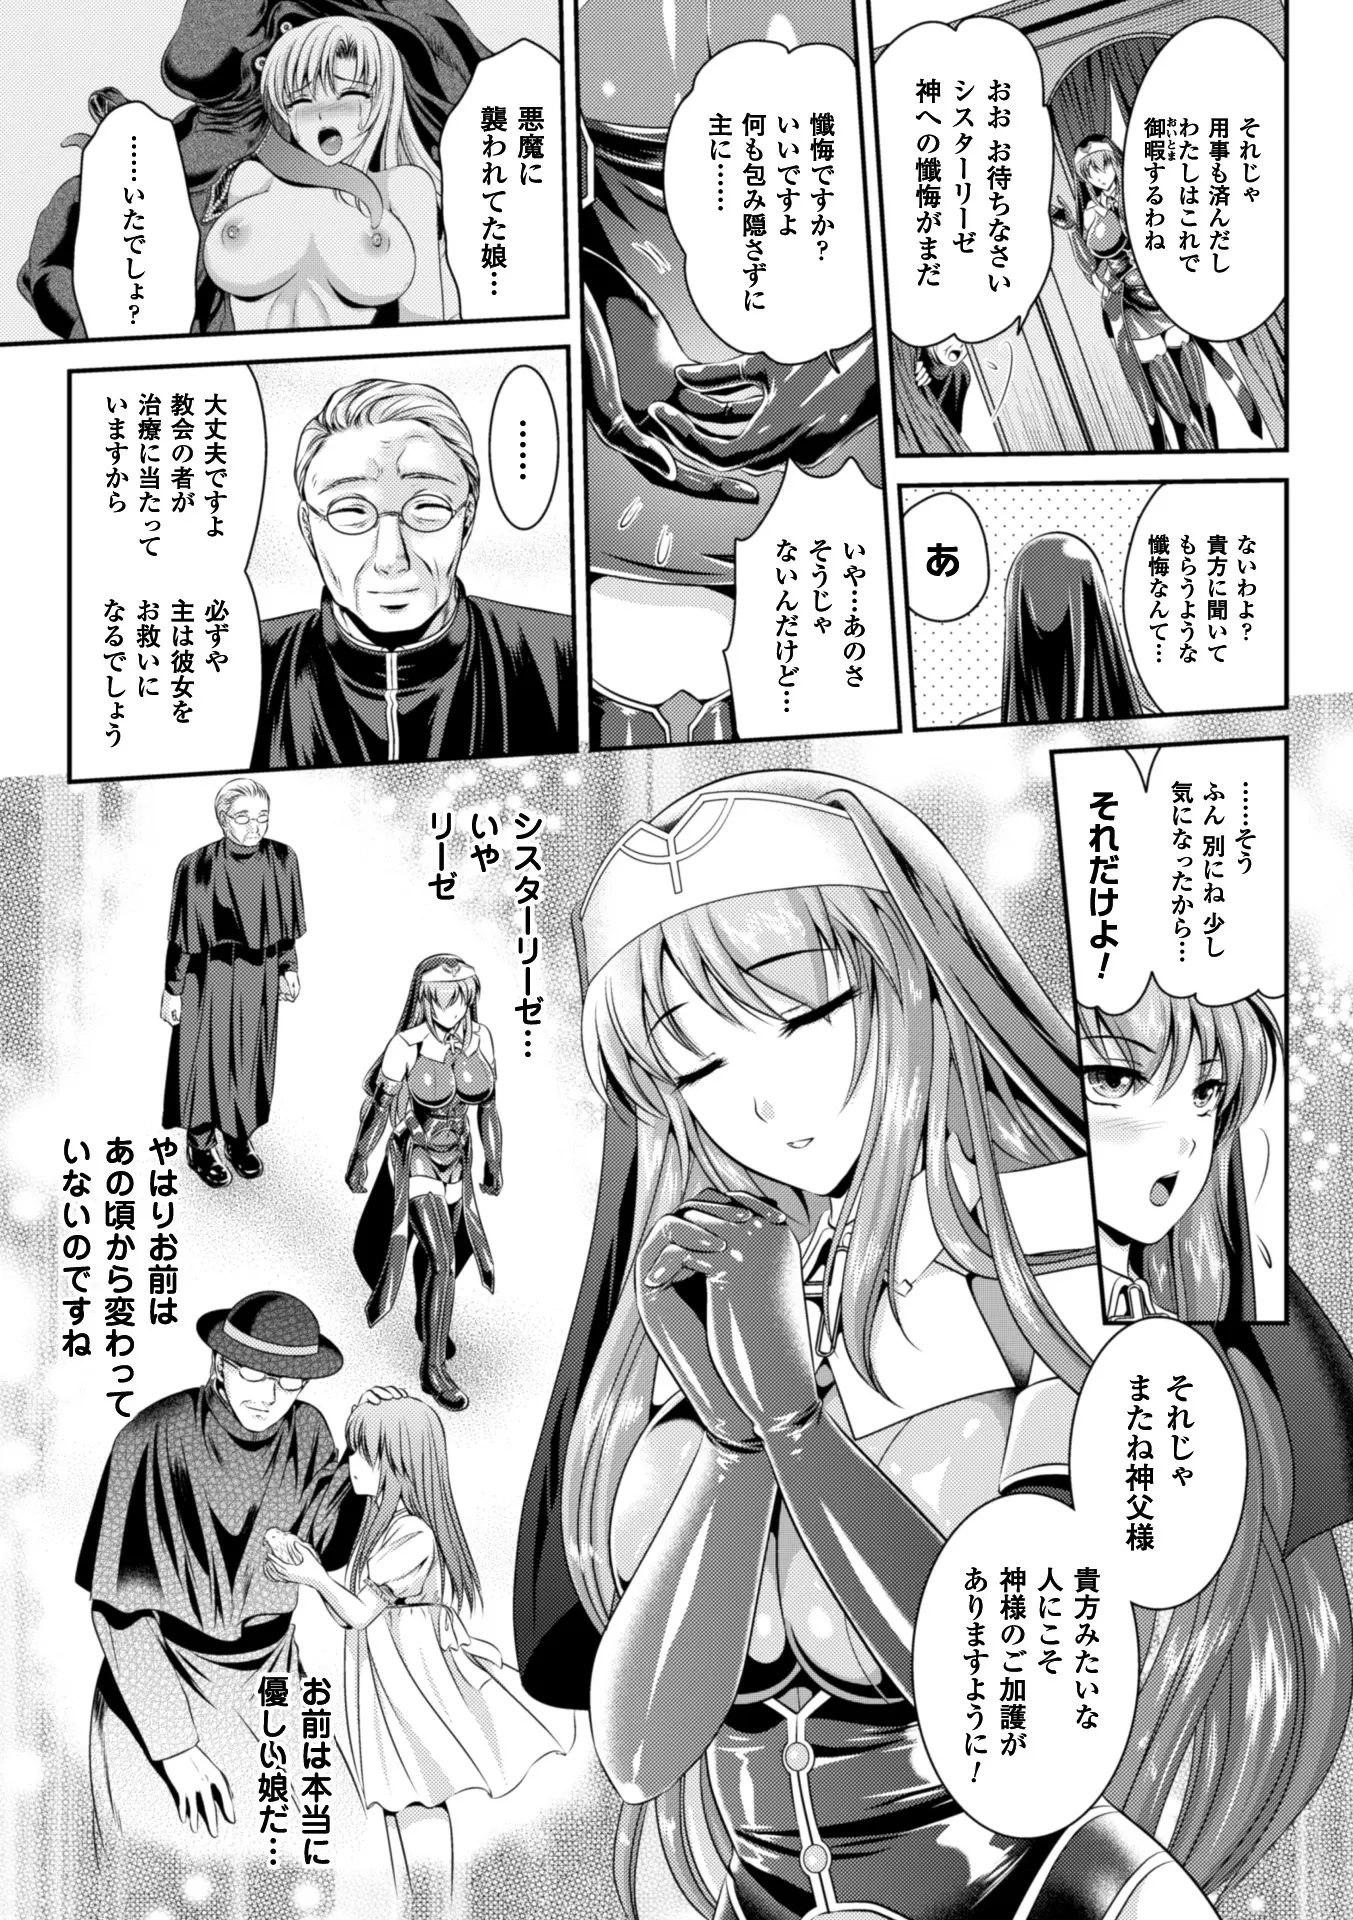 それじゃ
用事も済んだし
わたしはこれで
御暇するわね
おいとま
おお お待ちなさい
シスターリーゼ
神への懺悔がまだ
ないわよ？
貴方に聞いて
もらうような
懺悔なんて…
あ
懺悔ですか？
いいですよ
何も包み隠さずに
主に……
いや…あのさ
そうじゃ
ないんだけど…
悪魔に
襲われてた娘…
……いたでしょ？
……
大丈夫ですよ
教会の者が
治療に当たって
いますから
必ずや
主は彼女を
お救いに
なるでしょう
……そう
ふん 別にね 少し
気になったから…
それだけよ！
それじゃ
またね神父様
貴方みたいな
人にこそ
神様のご加護が
ありますように！
シスターリーゼ…
いや
リーゼ
やはりお前は
あの頃から変わって
いないのですね
お前は本当に
優しい娘だ…